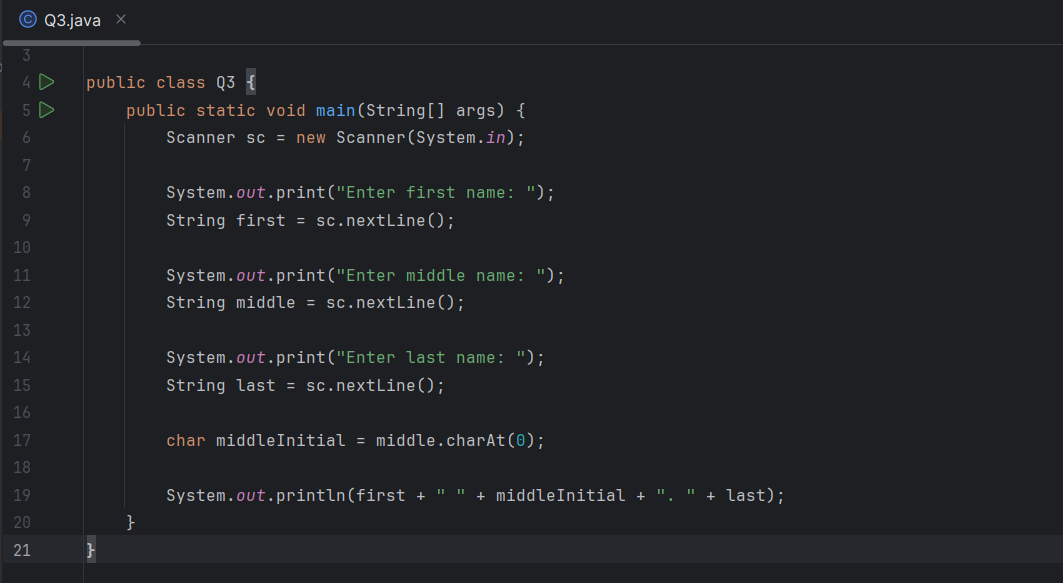 Q3.java
3
4 public class Q3 {
5     public static void main(String[] args) {
6         Scanner sc = new Scanner(System.in);
7
8         System.out.print("Enter first name: ");
9         String first = sc.nextLine();
10
11         System.out.print("Enter middle name: ");
12         String middle = sc.nextLine();
13
14         System.out.print("Enter last name: ");
15         String last = sc.nextLine();
16
17         char middleInitial = middle.charAt(0);
18
19         System.out.println(first + " " + middleInitial + ". " + last);
20     }
21 }